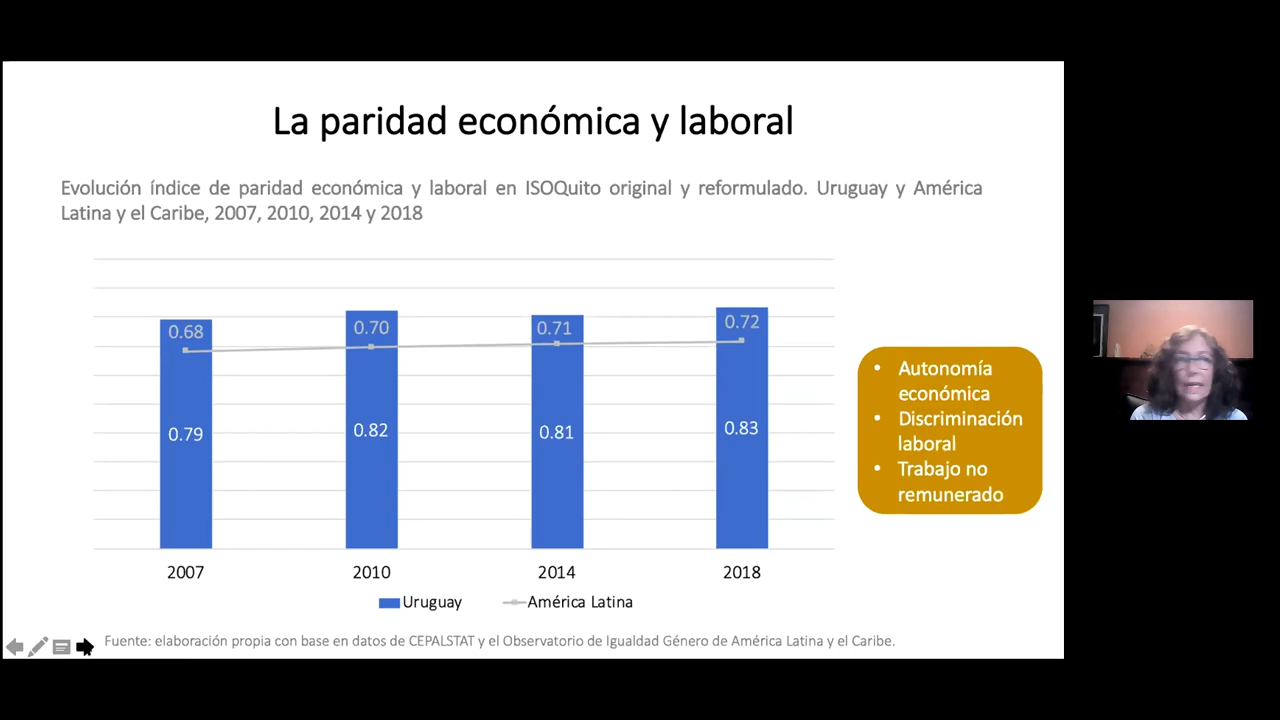 La paridad económica y laboral
Evolución índice de paridad económica y laboral en ISOQuito original y reformulado. Uruguay y América
Latina y el Caribe, 2007, 2010, 2014 y 2018
0.68
0.70
0.71
0.72
0.79
0.82
0.81
0.83
2007
2010
2014
2018
Uruguay
América Latina
• Autonomía
económica
• Discriminación
laboral
• Trabajo no
remunerado
Fuente: elaboración propia con base en datos de CEPALSTAT y el Observatorio de Igualdad Género de América Latina y el Caribe.